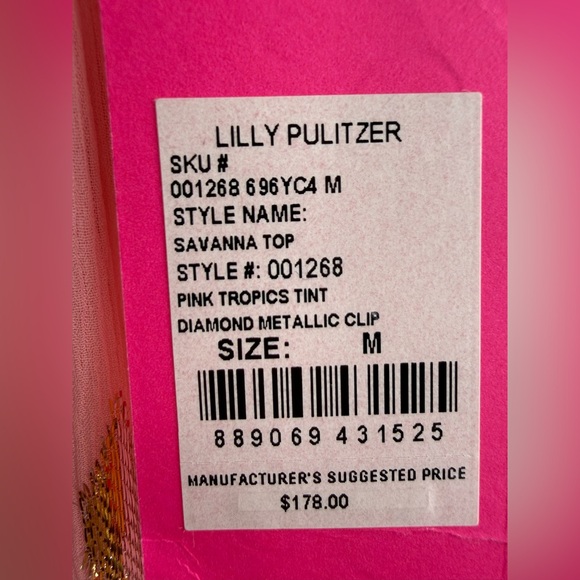 LILLY PULITZER
SKU #
001268 696YC4 M
STYLE NAME:
SAVANNA TOP
STYLE #: 001268
PINK TROPICS TINT
DIAMOND METALLIC CLIP
SIZE: M
889069 431525
MANUFACTURER'S SUGGESTED PRICE
$178.00